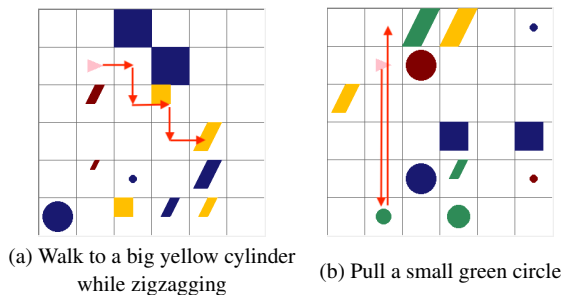 (a) Walk to a big yellow cylinder
while zigzagging
(b) Pull a small green circle